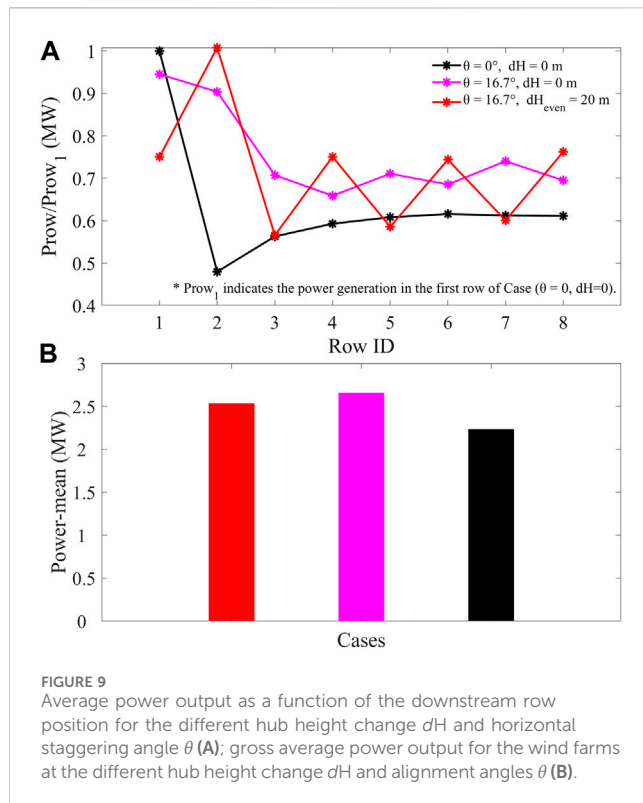 A
1
0.9
0.8
0.7
0.6
0.5
0.4
Prow/Prow₁ (MW)
θ = 0°, dH = 0 m
θ = 16.7°, dH = 0 m
θ = 16.7°, dH_even = 20 m
* Prow₁ indicates the power generation in the first row of Case (θ = 0, dH=0).
1 2 3 4 5 6 7 8
Row ID
B
3
2.5
2
1.5
1
0.5
0
Power-mean (MW)
Cases
FIGURE 9
Average power output as a function of the downstream row
position for the different hub height change dH and horizontal
staggering angle θ (A); gross average power output for the wind farms
at the different hub height change dH and alignment angles θ (B).